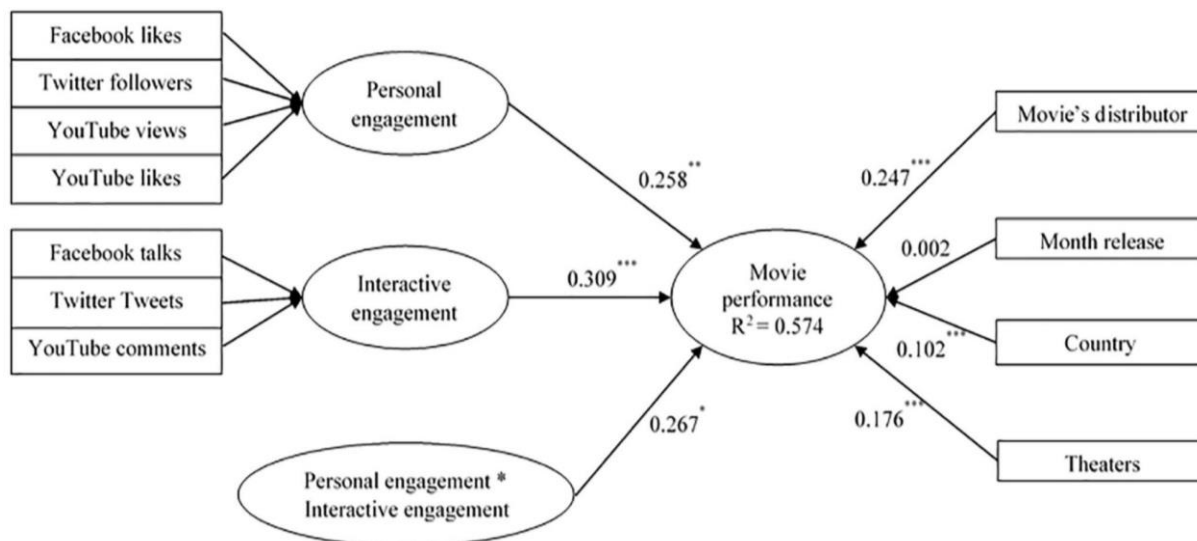 Facebook likes
Twitter followers
YouTube views
YouTube likes
Personal
engagement
Facebook talks
Twitter Tweets
YouTube comments
Interactive
engagement
Personal engagement *
Interactive engagement
0.258**
0.309***
0.267*
Movie
performance
R² = 0.574
0.247***
0.002
0.102***
0.176***
Movie's distributor
Month release
Country
Theaters